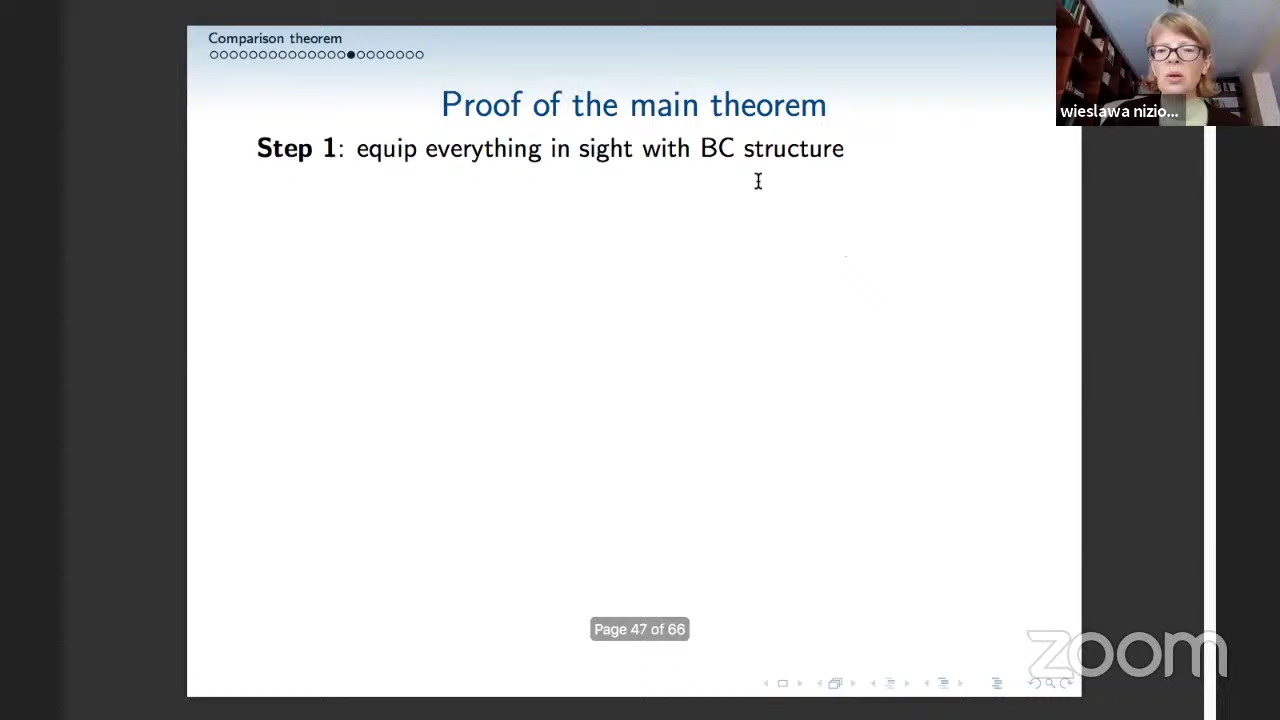 Comparison theorem
Proof of the main theorem
Step 1: equip everything in sight with BC structure
wieslawa nizio...
Page 47 of 66
zoom